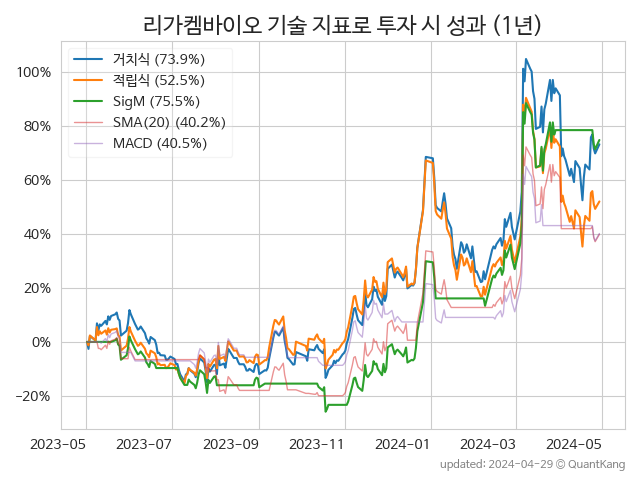 리가켐바이오 기술 지표로 투자 시 성과 (1년)
거치식 (73.9%)
적립식 (52.5%)
SigM (75.5%)
SMA(20) (40.2%)
MACD (40.5%)
100%
80%
60%
40%
20%
0%
−20%
2023-05 2023-07 2023-09 2023-11 2024-01 2024-03 2024-05
updated: 2024-04-29 © QuantKang